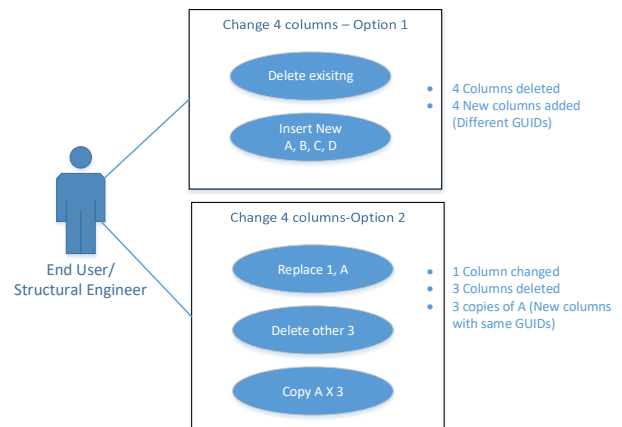 Change 4 columns – Option 1
Delete exisitng
Insert New
A, B, C, D
• 4 Columns deleted
• 4 New columns added
(Different GUIDs)
End User/
Structural Engineer
Change 4 columns-Option 2
Replace 1, A
Delete other 3
Copy A X 3
• 1 Column changed
• 3 Columns deleted
• 3 copies of A (New columns
with same GUIDs)